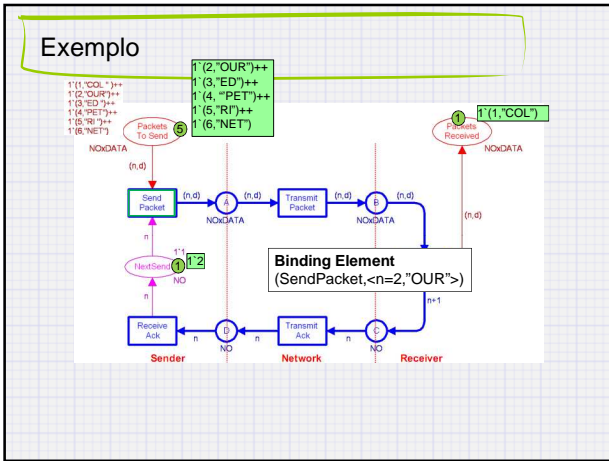 Exemplo
1`(1,"COL " )++
1`(2,"OUR")++
1`(3,"ED ")++
1`(4,"PET")++
1`(5,"RI ")++
1`(6,"NET")
1`(2,"OUR")++
1`(3,"ED")++
1`(4, "”PET")++
1`(5,"RI")++
1`(6,"NET")
Packets
To Send
5
NOxDATA
1
1`(1,"COL")
Packets
Received
NOxDATA
(n,d)
(n,d)
Send
Packet
(n,d)
A
NOxDATA
(n,d)
Transmit
Packet
(n,d)
B
NOxDATA
(n,d)
n
1`1
NextSend
1
1`2
NO
Binding Element
(SendPacket,<n=2,”OUR”>)
n
n+1
Receive
Ack
n
D
NO
n
Transmit
Ack
n
C
NO
Sender
Network
Receiver